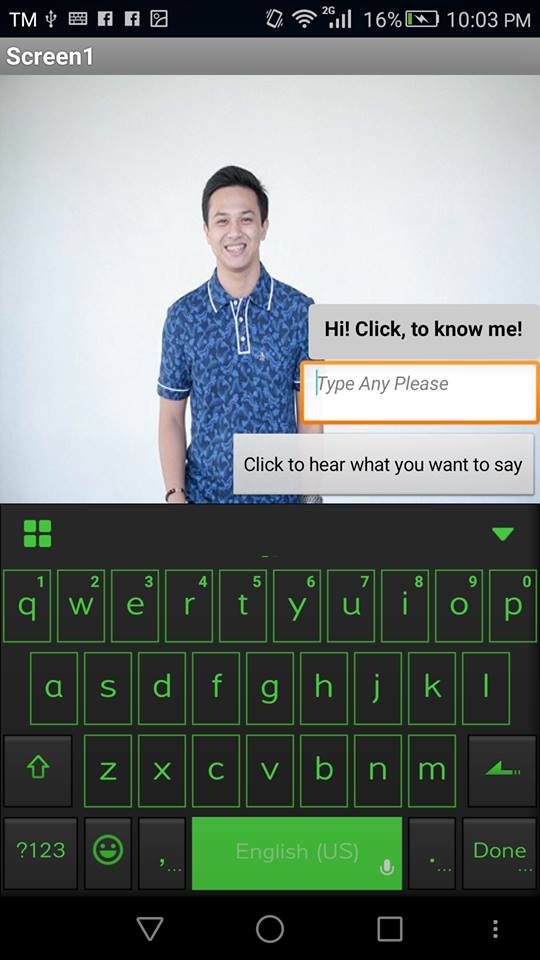 TM 2G 16% 10:03 PM
Screen1
Hi! Click, to know me!
Type Any Please
Click to hear what you want to say
1 2 3 4 5 6 7 8 9 0
q w e r t y u i o p
a s d f g h j k l
z x c v b n m
?123 , ... English (US) . ... Done ...